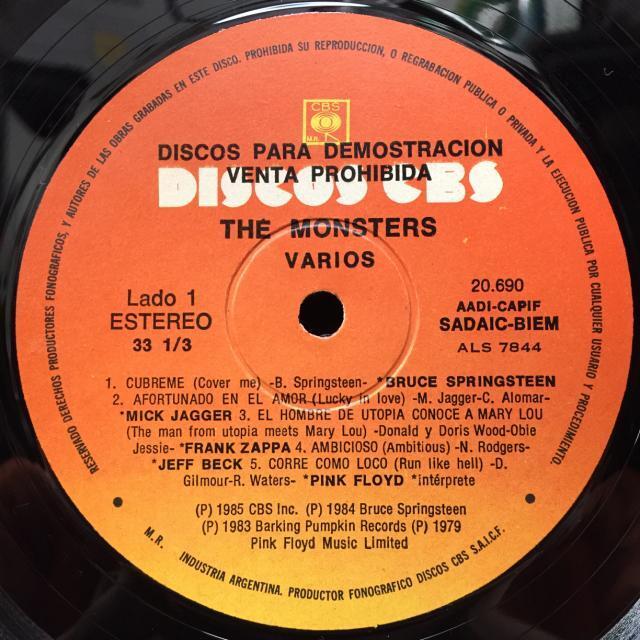 RESERVADO DERECHOS PRODUCTORES FONOGRAFICOS, Y AUTORES DE LAS OBRAS GRABADAS EN ESTE DISCO. PROHIBIDA SU REPRODUCCION, O REGRABACION PUBLICA O PRIVADA Y LA EJECUCION PUBLICA POR CUALQUIER USUARIO Y PROCEDIMIENTO.
CBS
M.R.
DISCOS PARA DEMOSTRACION
VENTA PROHIBIDA
DISCOS CBS
THE MONSTERS
VARIOS
Lado 1
ESTEREO
33 1/3
20.690
AADI-CAPIF
SADAIC-BIEM
ALS 7844
1. CUBREME (Cover me) -B. Springsteen- *BRUCE SPRINGSTEEN
2. AFORTUNADO EN EL AMOR (Lucky in love) -M. Jagger-C. Alomar-
*MICK JAGGER 3. EL HOMBRE DE UTOPIA CONOCE A MARY LOU
(The man from utopia meets Mary Lou) -Donald y Doris Wood-Obie
Jessie- *FRANK ZAPPA 4. AMBICIOSO (Ambitious) -N. Rodgers-
*JEFF BECK 5. CORRE COMO LOCO (Run like hell) -D.
Gilmour-R. Waters- *PINK FLOYD *intérprete
(P) 1985 CBS Inc. (P) 1984 Bruce Springsteen
(P) 1983 Barking Pumpkin Records (P) 1979
Pink Floyd Music Limited
M.R. INDUSTRIA ARGENTINA. PRODUCTOR FONOGRAFICO DISCOS CBS S.A.I.C.F.